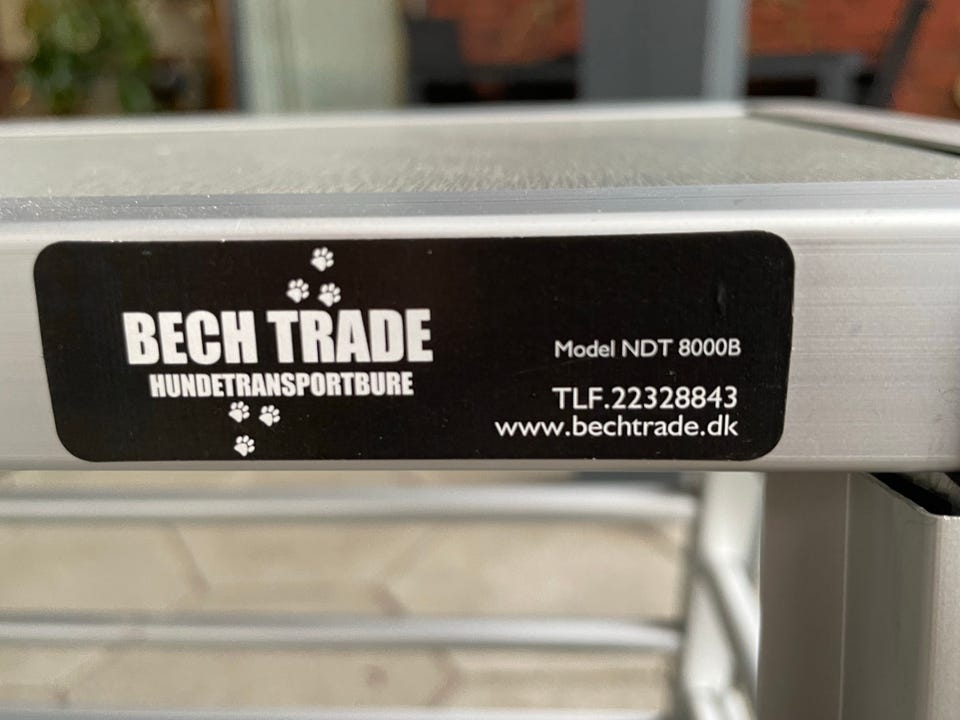 BECH TRADE
HUNDETRANSPORTBURE
Model NDT 8000B
TLF.22328843
www.bechtrade.dk